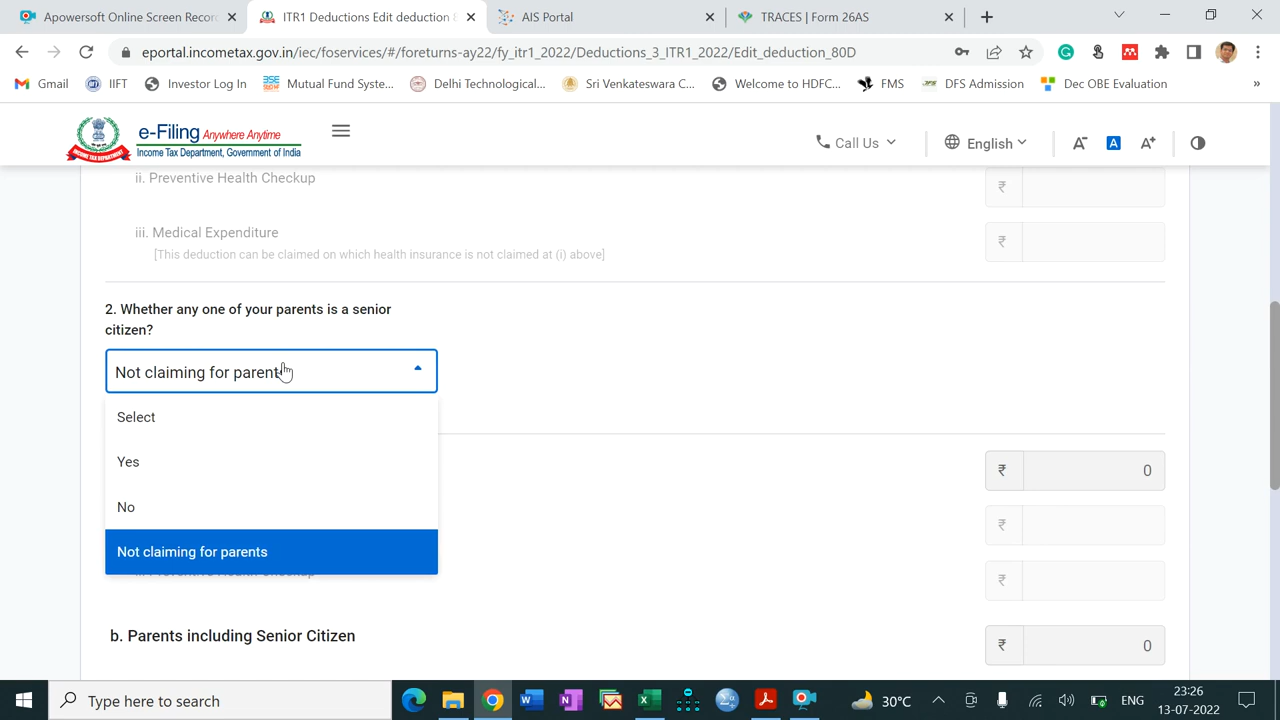 Apowersoft Online Screen Recor
ITR1 Deductions Edit deduction 8
AIS Portal
TRACES | Form 26AS
eportal.incometax.gov.in/iec/foservices/#/foreturns-ay22/fy_itr1_2022/Deductions_3_ITR1_2022/Edit_deduction_80D
Gmail
IIFT
Investor Log In
Mutual Fund Syste...
Delhi Technological...
Sri Venkateswara C...
Welcome to HDFC...
FMS
DFS Admission
Dec OBE Evaluation
»
e-Filing Anywhere Anytime
Income Tax Department, Government of India
Call Us
English
A-
A
A+
ii. Preventive Health Checkup
₹
iii. Medical Expenditure
₹
[This deduction can be claimed on which health insurance is not claimed at (i) above]
2. Whether any one of your parents is a senior
citizen?
Not claiming for parents
Select
Yes
No
Not claiming for parents
₹ 0
₹
₹
b. Parents including Senior Citizen
₹ 0
Type here to search
30°C
ENG
23:26
13-07-2022